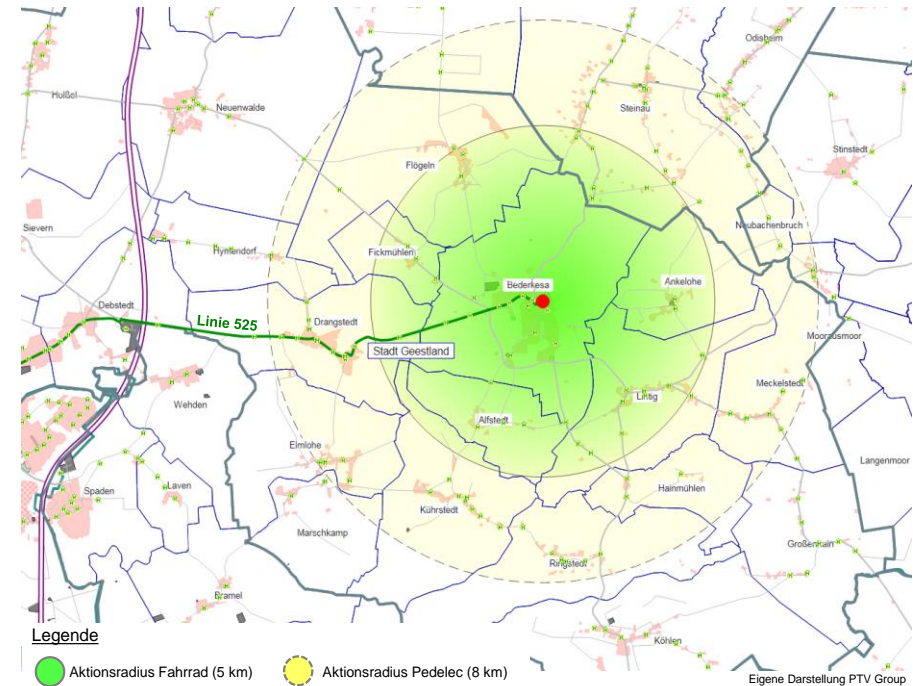 Odisheim
Holßel
Neuenwalde
Steinau
Stinstedt
Flögeln
Sievern
Hymendorf
Fickmühlen
Neubachenbruch
Bederkesa
Ankelohe
Debstedt
Linie 525
Drangstedt
Stadt Geestland
Moorausmoor
Wehden
Lintig
Meckelstedt
Alfstedt
Elmlohe
Spaden
Laven
Kührstedt
Hainmühlen
Langenmoor
Marschkamp
Großenhain
Ringstedt
Bramel
Köhlen
Legende
Aktionsradius Fahrrad (5 km)
Aktionsradius Pedelec (8 km)
Eigene Darstellung PTV Group